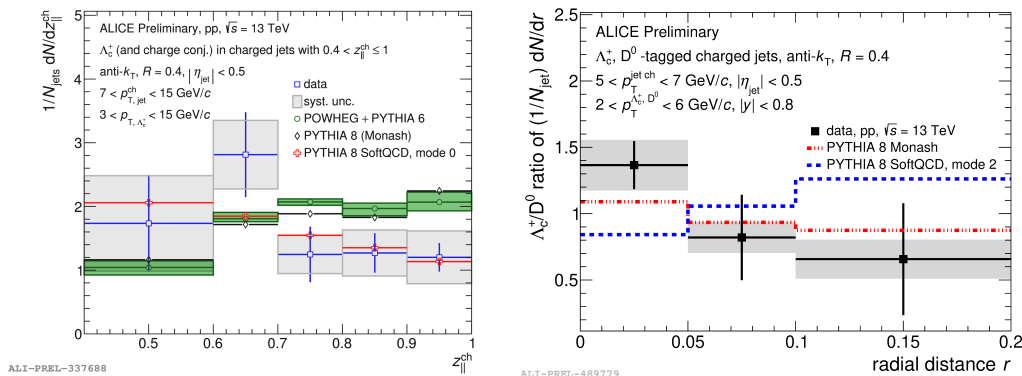 ALICE Preliminary, pp, √s = 13 TeV
Λc+ (and charge conj.) in charged jets with 0.4 < z||ch ≤ 1
anti-kT, R = 0.4, |ηjet| < 0.5
7 < pT, jetch < 15 GeV/c
3 < pT, Λc+ < 15 GeV/c
data
syst. unc.
POWHEG + PYTHIA 6
PYTHIA 8 (Monash)
PYTHIA 8 SoftQCD, mode 0
1/Njets dN/dz||ch
5
4
3
2
1
0
0.5 0.6 0.7 0.8 0.9 1
z||ch
ALI-PREL-337688
ALICE Preliminary
Λc+, D0 -tagged charged jets, anti-kT, R = 0.4
5 < pTjet ch < 7 GeV/c, |ηjet| < 0.5
2 < pTΛc+, D0 < 6 GeV/c, |y| < 0.8
data, pp, √s = 13 TeV
PYTHIA 8 Monash
PYTHIA 8 SoftQCD, mode 2
Λc+/D0 ratio of (1/Njet) dN/dr
2.5
2
1.5
1
0.5
0 0.05 0.1 0.15 0.2
radial distance r
ALI-PREL-489779